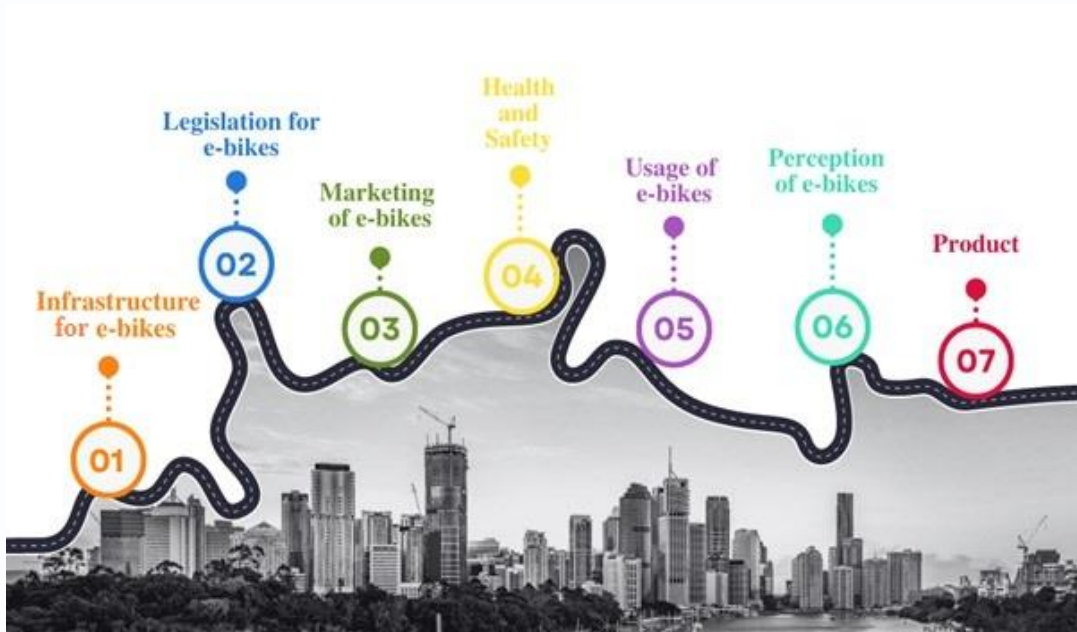 01
Infrastructure
for e-bikes
02
Legislation for
e-bikes
03
Marketing
of e-bikes
04
Health
and
Safety
05
Usage of
e-bikes
06
Perception
of e-bikes
07
Product